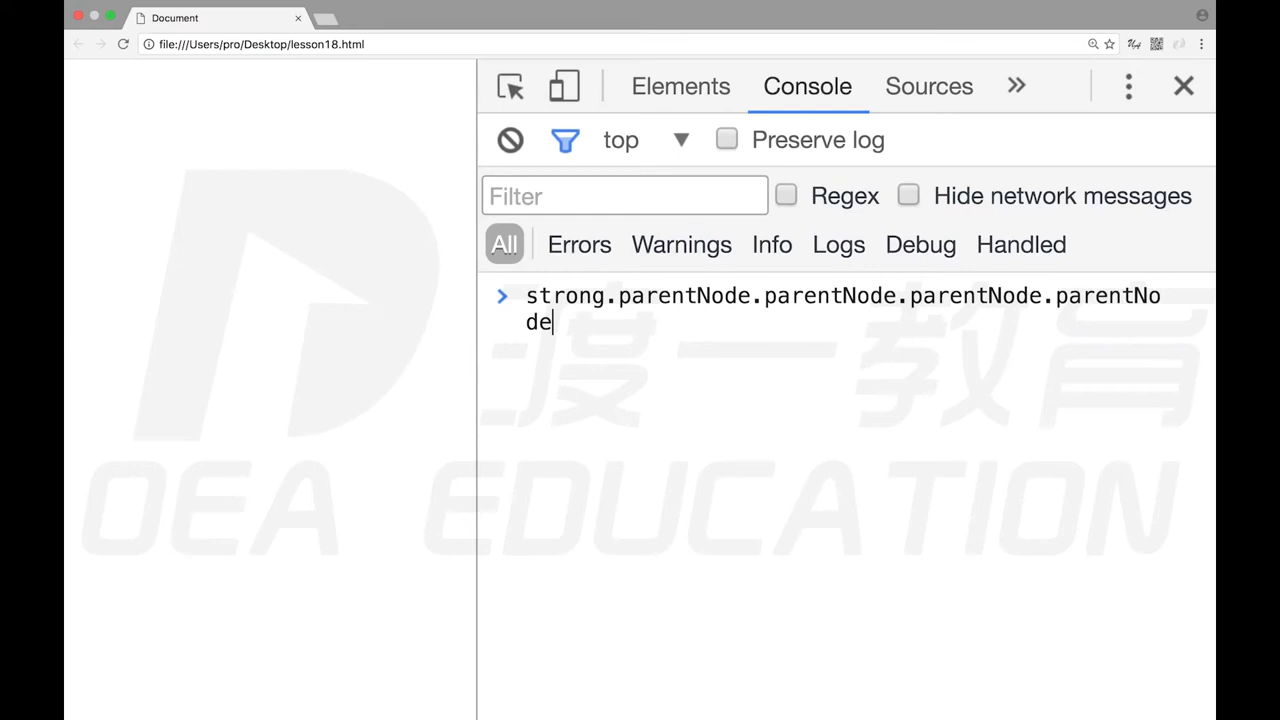 Document
file:///Users/pro/Desktop/lesson18.html
Elements Console Sources
top Preserve log
Filter Regex Hide network messages
All Errors Warnings Info Logs Debug Handled
strong.parentNode.parentNode.parentNode.parentNo
de
渡一教育
OEA EDUCATION